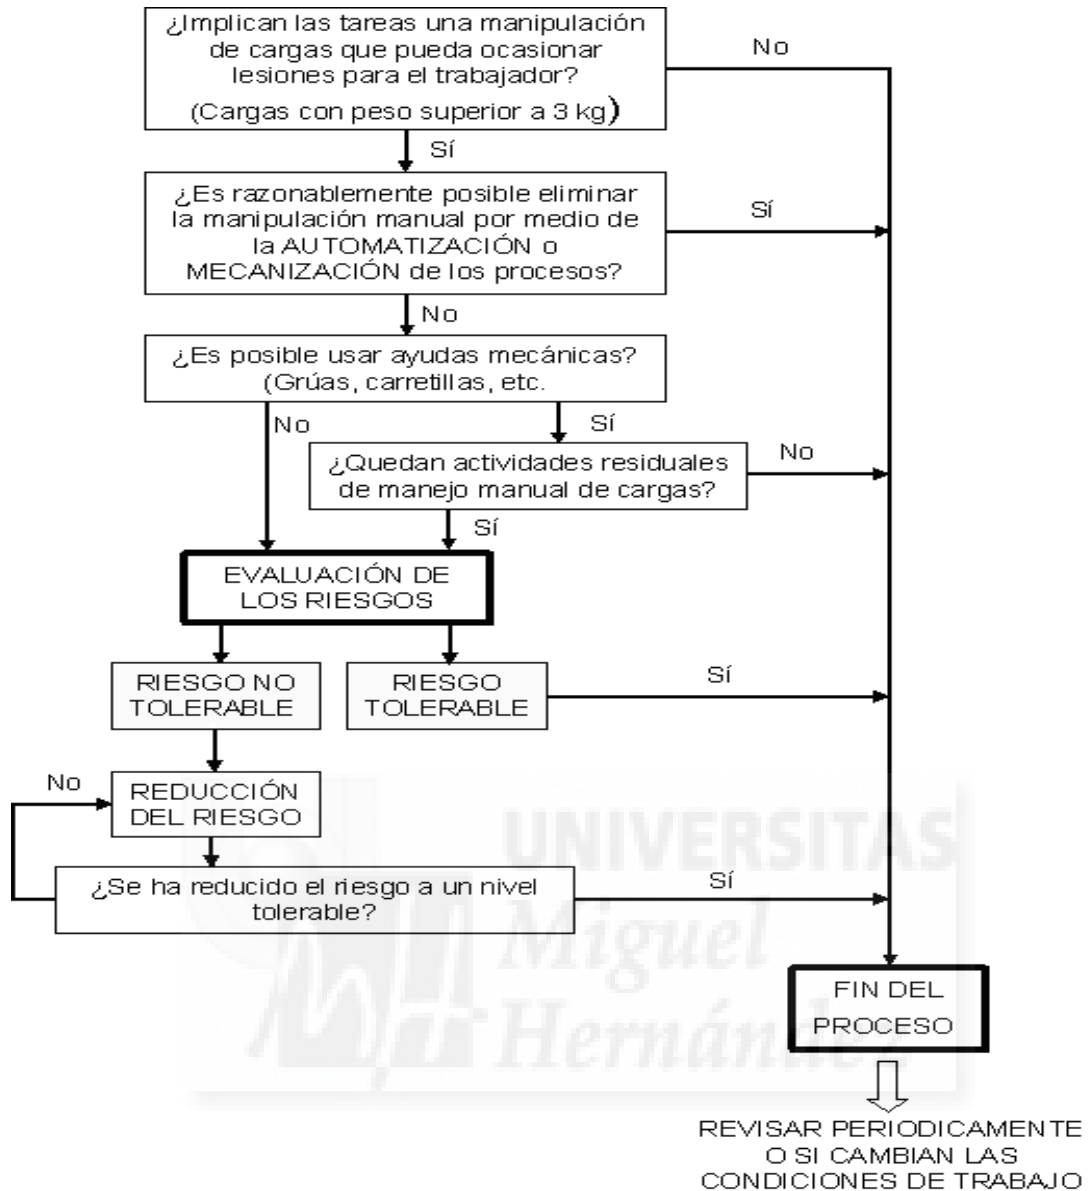 ¿Implican las tareas una manipulación
de cargas que pueda ocasionar
lesiones para el trabajador?
(Cargas con peso superior a 3 kg)
No
Sí
¿Es razonablemente posible eliminar
la manipulación manual por medio de
la AUTOMATIZACIÓN o
MECANIZACIÓN de los procesos?
Sí
No
¿Es posible usar ayudas mecánicas?
(Grúas, carretillas, etc.
No
Sí
¿Quedan actividades residuales
de manejo manual de cargas?
No
Sí
EVALUACIÓN DE
LOS RIESGOS
RIESGO NO
TOLERABLE
RIESGO
TOLERABLE
Sí
No
REDUCCIÓN
DEL RIESGO
¿Se ha reducido el riesgo a un nivel
tolerable?
Sí
UNIVERSITAS
Miguel
Hernández
FIN DEL
PROCESO
REVISAR PERIODICAMENTE
O SI CAMBIAN LAS
CONDICIONES DE TRABAJO